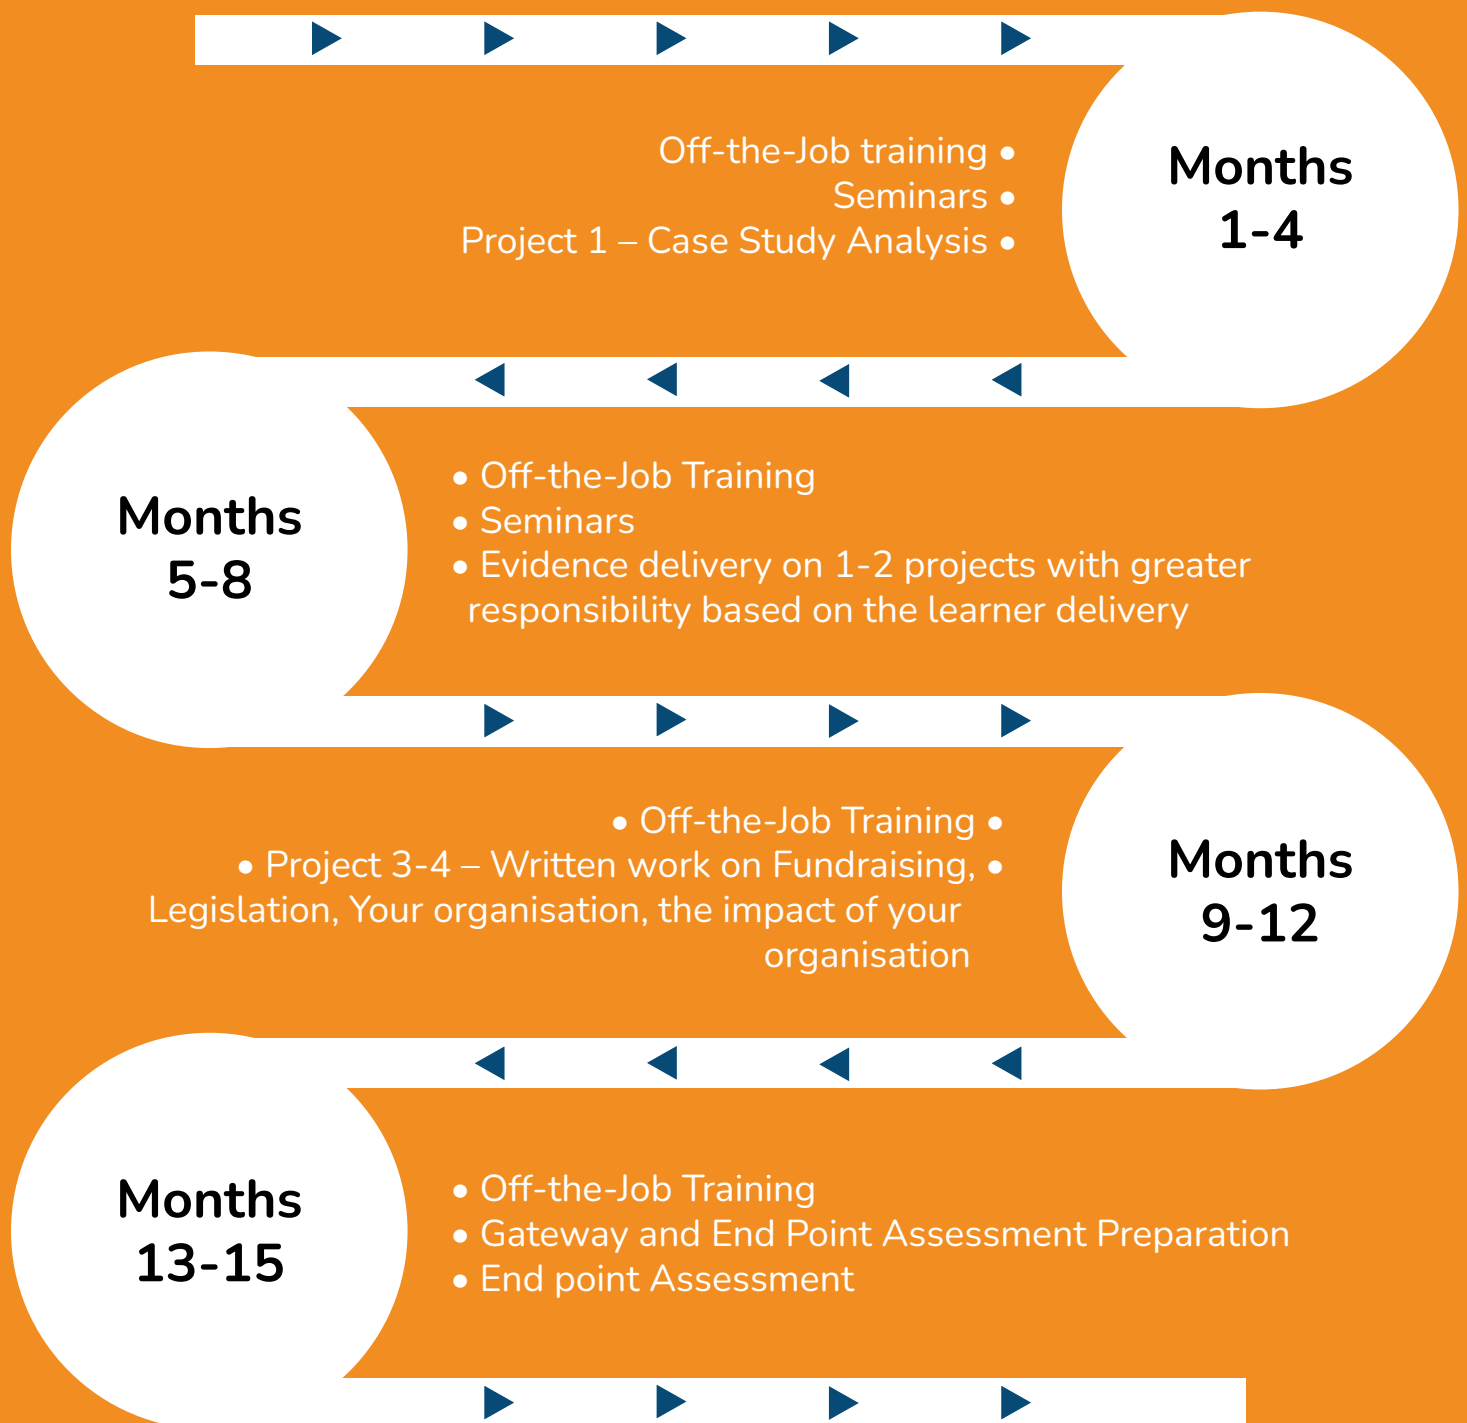 Off-the-Job training •
Seminars •
Project 1 – Case Study Analysis •
Months
1-4
Months
5-8
• Off-the-Job Training
• Seminars
• Evidence delivery on 1-2 projects with greater
responsibility based on the learner delivery
• Off-the-Job Training •
• Project 3-4 – Written work on Fundraising, •
Legislation, Your organisation, the impact of your
organisation
Months
9-12
Months
13-15
• Off-the-Job Training
• Gateway and End Point Assessment Preparation
• End point Assessment